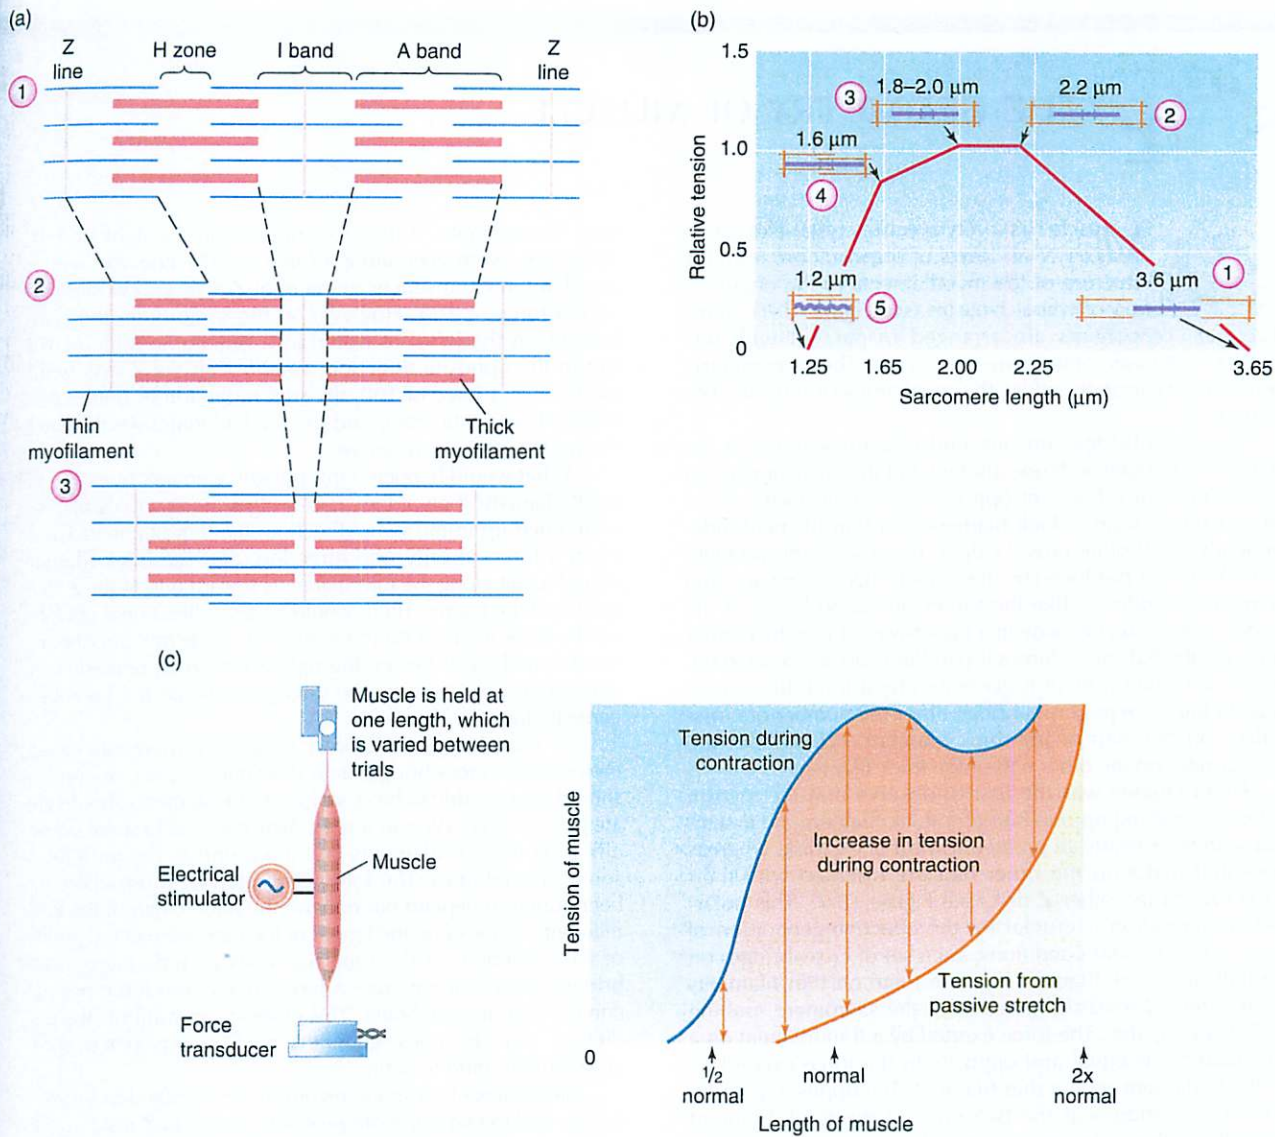 (a)
Z
line
H zone
I band
A band
Z
line
1
2
Thin
myofilament
Thick
myofilament
3
(b)
1.5
1.0
0.5
0
Relative tension
3
1.8–2.0 μm
2.2 μm
2
1.6 μm
4
1.2 μm
5
3.6 μm
1
1.25
1.65
2.00
2.25
3.65
Sarcomere length (μm)
(c)
Muscle is held at
one length, which
is varied between
trials
Electrical
stimulator
Muscle
Force
transducer
Tension of muscle
Tension during
contraction
Increase in tension
during contraction
Tension from
passive stretch
0
1/2
normal
normal
2x
normal
Length of muscle